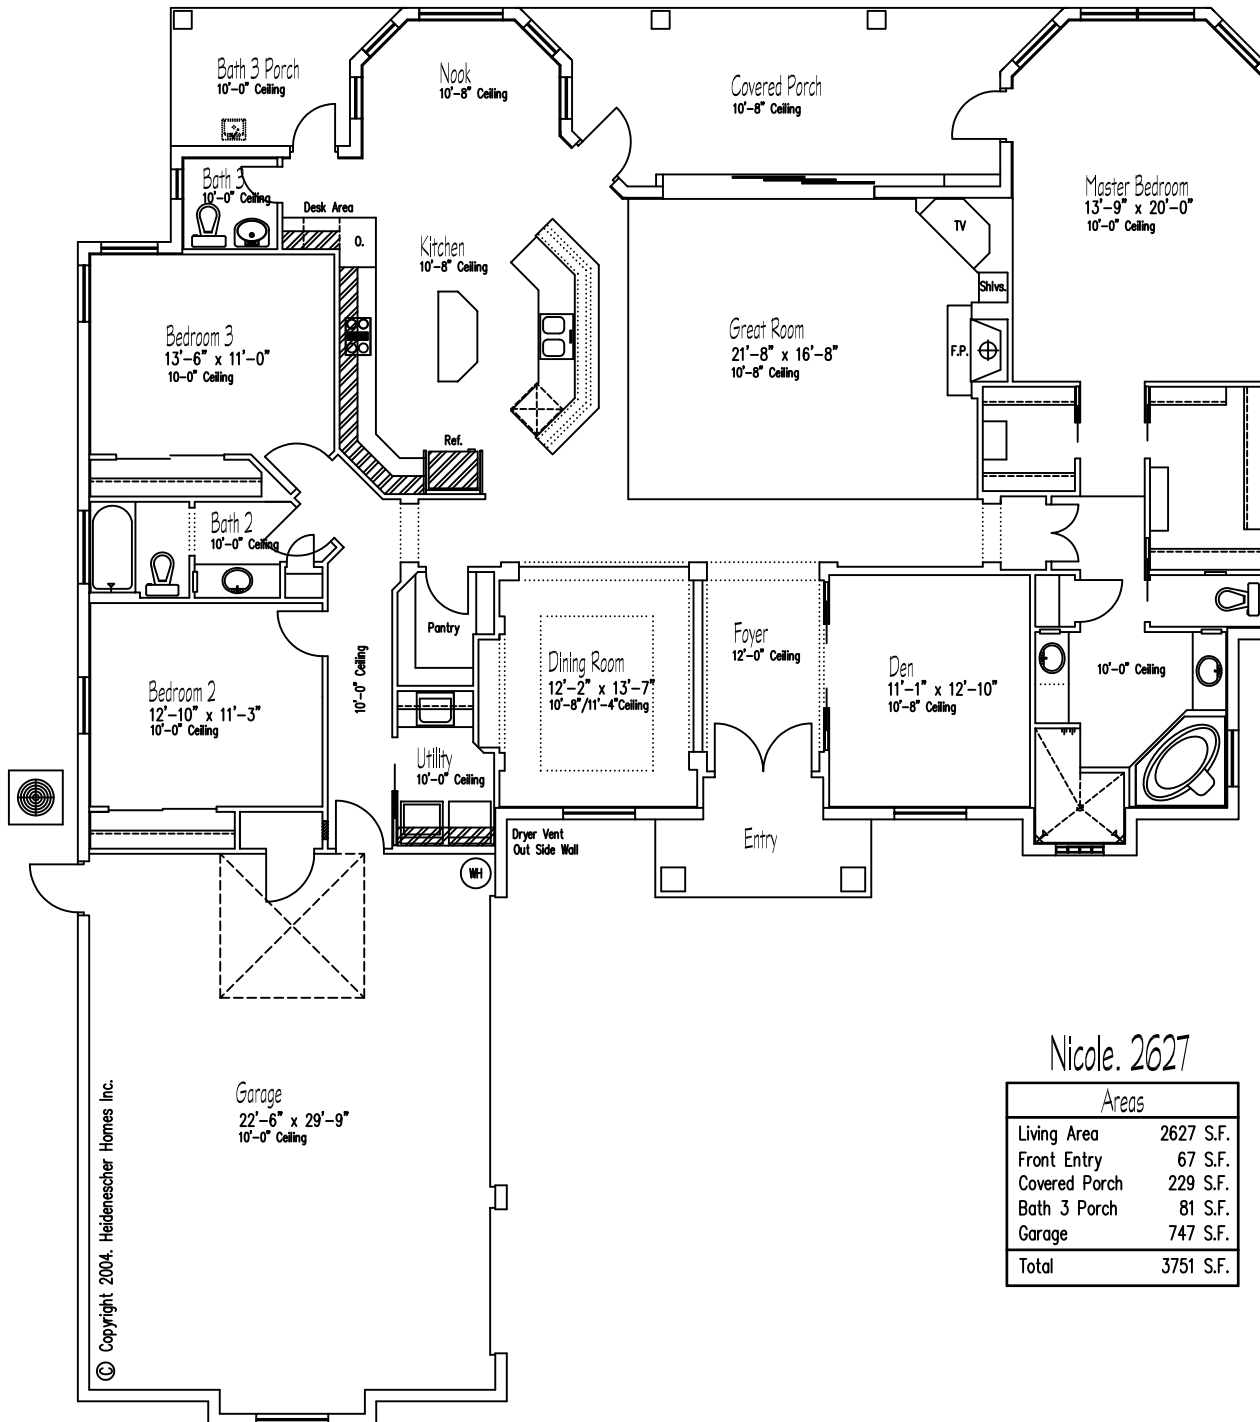 Bath 3 Porch
10'-0" Ceiling
Nook
10'-8" Ceiling
Covered Porch
10'-8" Ceiling
Bath 3
10'-0" Ceiling
Master Bedroom
13'-9" x 20'-0"
10'-0" Ceiling
Desk Area
O.
Kitchen
10'-8" Ceiling
TV
Shlvs.
Bedroom 3
13'-6" x 11'-0"
10-0" Ceiling
Great Room
21'-8" x 16'-8"
10'-8" Ceiling
F.P.
Ref.
Bath 2
10'-0" Ceiling
Pantry
Foyer
12'-0" Ceiling
Dining Room
12'-2" x 13'-7"
10'-8"/11'-4"Ceiling
Den
11'-1" x 12'-10"
10'-8" Ceiling
10'-0" Ceiling
10'-0" Ceiling
Bedroom 2
12'-10" x 11'-3"
10'-0" Ceiling
Utility
10'-0" Ceiling
Dryer Vent
Out Side Wall
Entry
WH
Garage
22'-6" x 29'-9"
10'-0" Ceiling
© Copyright 2004. Heidenescher Homes Inc.
Nicole. 2627
Areas
Living Area 2627 S.F.
Front Entry 67 S.F.
Covered Porch 229 S.F.
Bath 3 Porch 81 S.F.
Garage 747 S.F.
Total 3751 S.F.